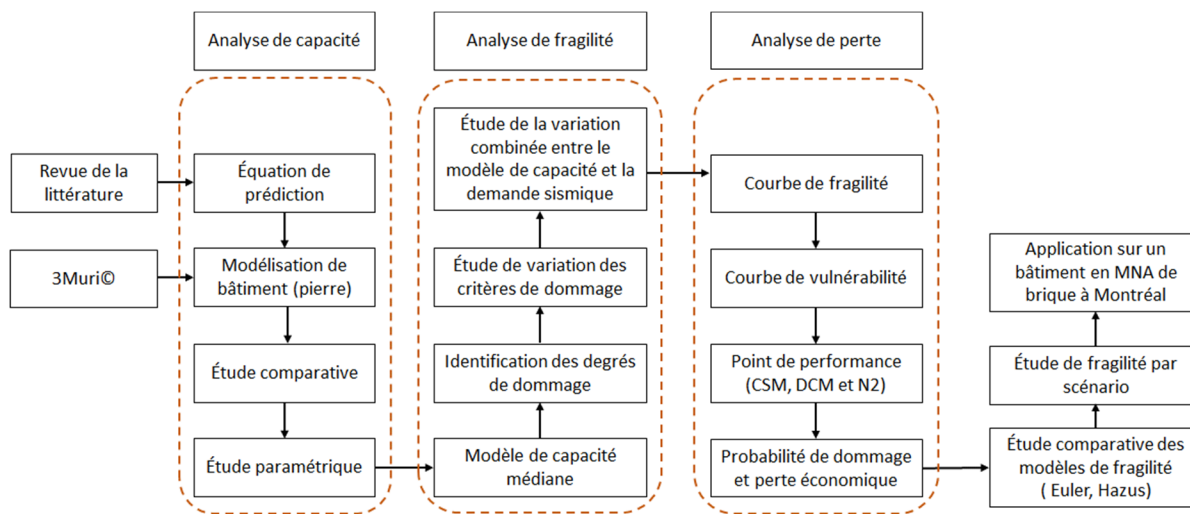 Analyse de capacité
Analyse de fragilité
Analyse de perte
Revue de la
littérature
3Muri©
Équation de
prédiction
Modélisation de
bâtiment (pierre)
Étude comparative
Étude paramétrique
Étude de la variation
combinée entre le
modèle de capacité et la
demande sismique
Étude de variation des
critères de dommage
Identification des degrés
de dommage
Modèle de capacité
médiane
Courbe de fragilité
Courbe de vulnérabilité
Point de performance
(CSM, DCM et N2)
Probabilité de dommage
et perte économique
Application sur un
bâtiment en MNA de
brique à Montréal
Étude de fragilité par
scénario
Étude comparative des
modèles de fragilité
( Euler, Hazus)